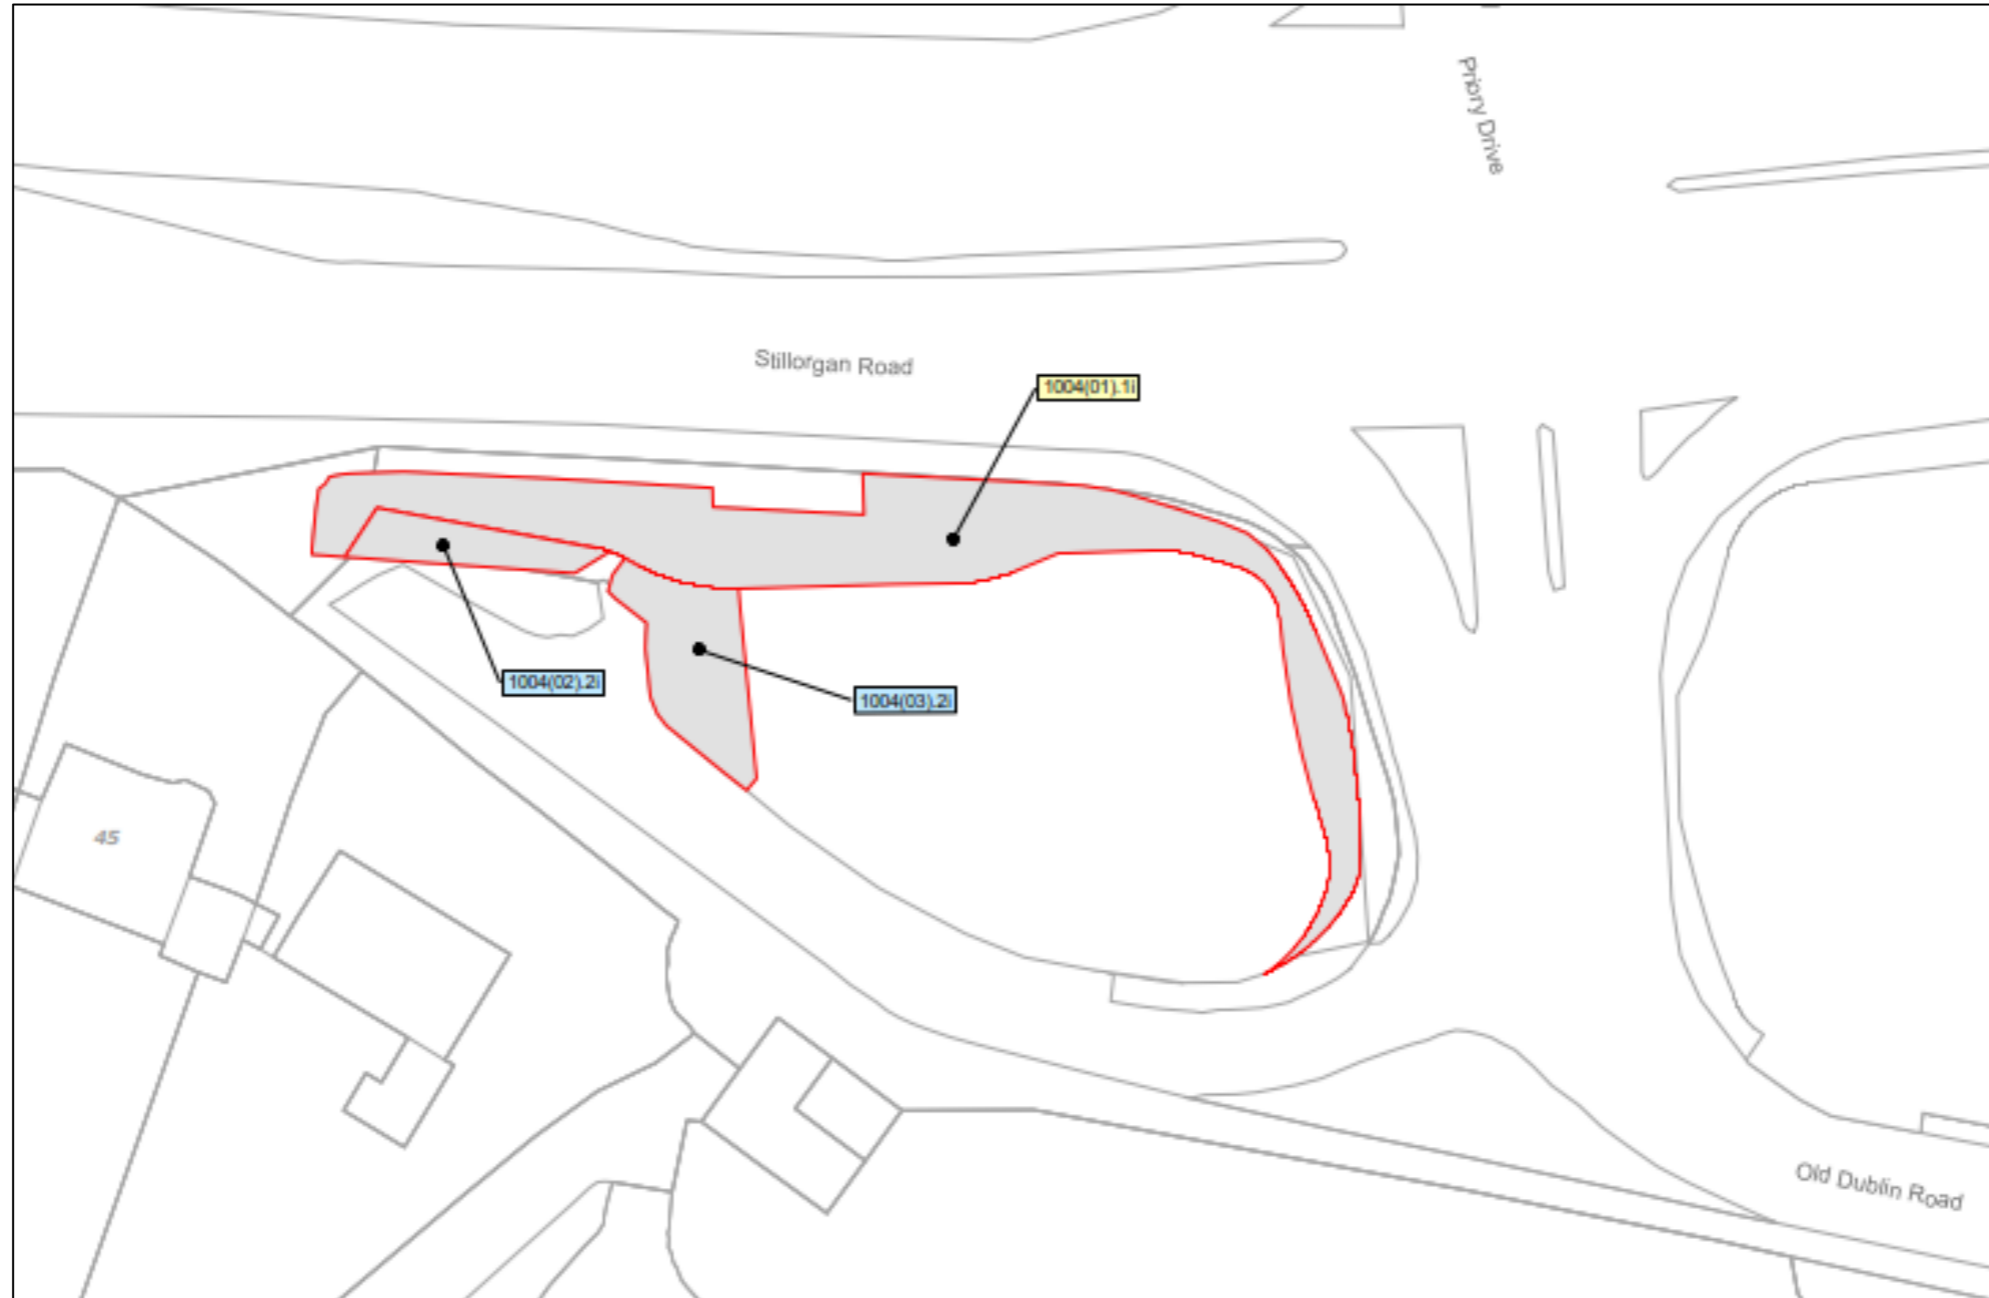 Priory Drive
Stillorgan Road
1004(01).1i
1004(02).2i
1004(03).2i
45
Old Dublin Road